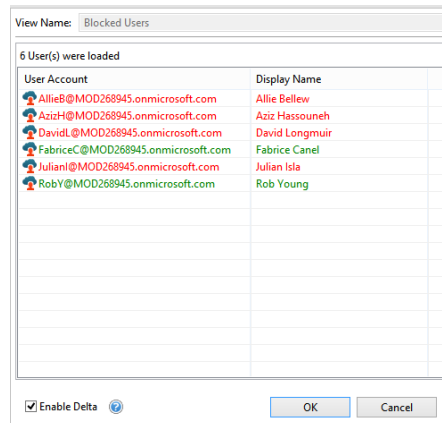 View Name: Blocked Users
6 User(s) were loaded
User Account Display Name
AllieB@MOD268945.onmicrosoft.com Allie Bellew
AzizH@MOD268945.onmicrosoft.com Aziz Hassouneh
DavidL@MOD268945.onmicrosoft.com David Longmuir
FabriceC@MOD268945.onmicrosoft.com Fabrice Canel
JulianI@MOD268945.onmicrosoft.com Julian Isla
RobY@MOD268945.onmicrosoft.com Rob Young
Enable Delta ? OK Cancel